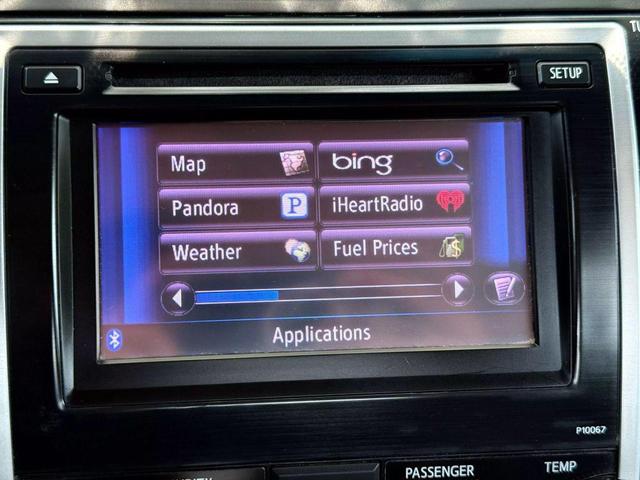 SETUP
Map
bing
Pandora
P
iHeartRadio
Weather
Fuel Prices
Applications
P10067
PASSENGER
TEMP